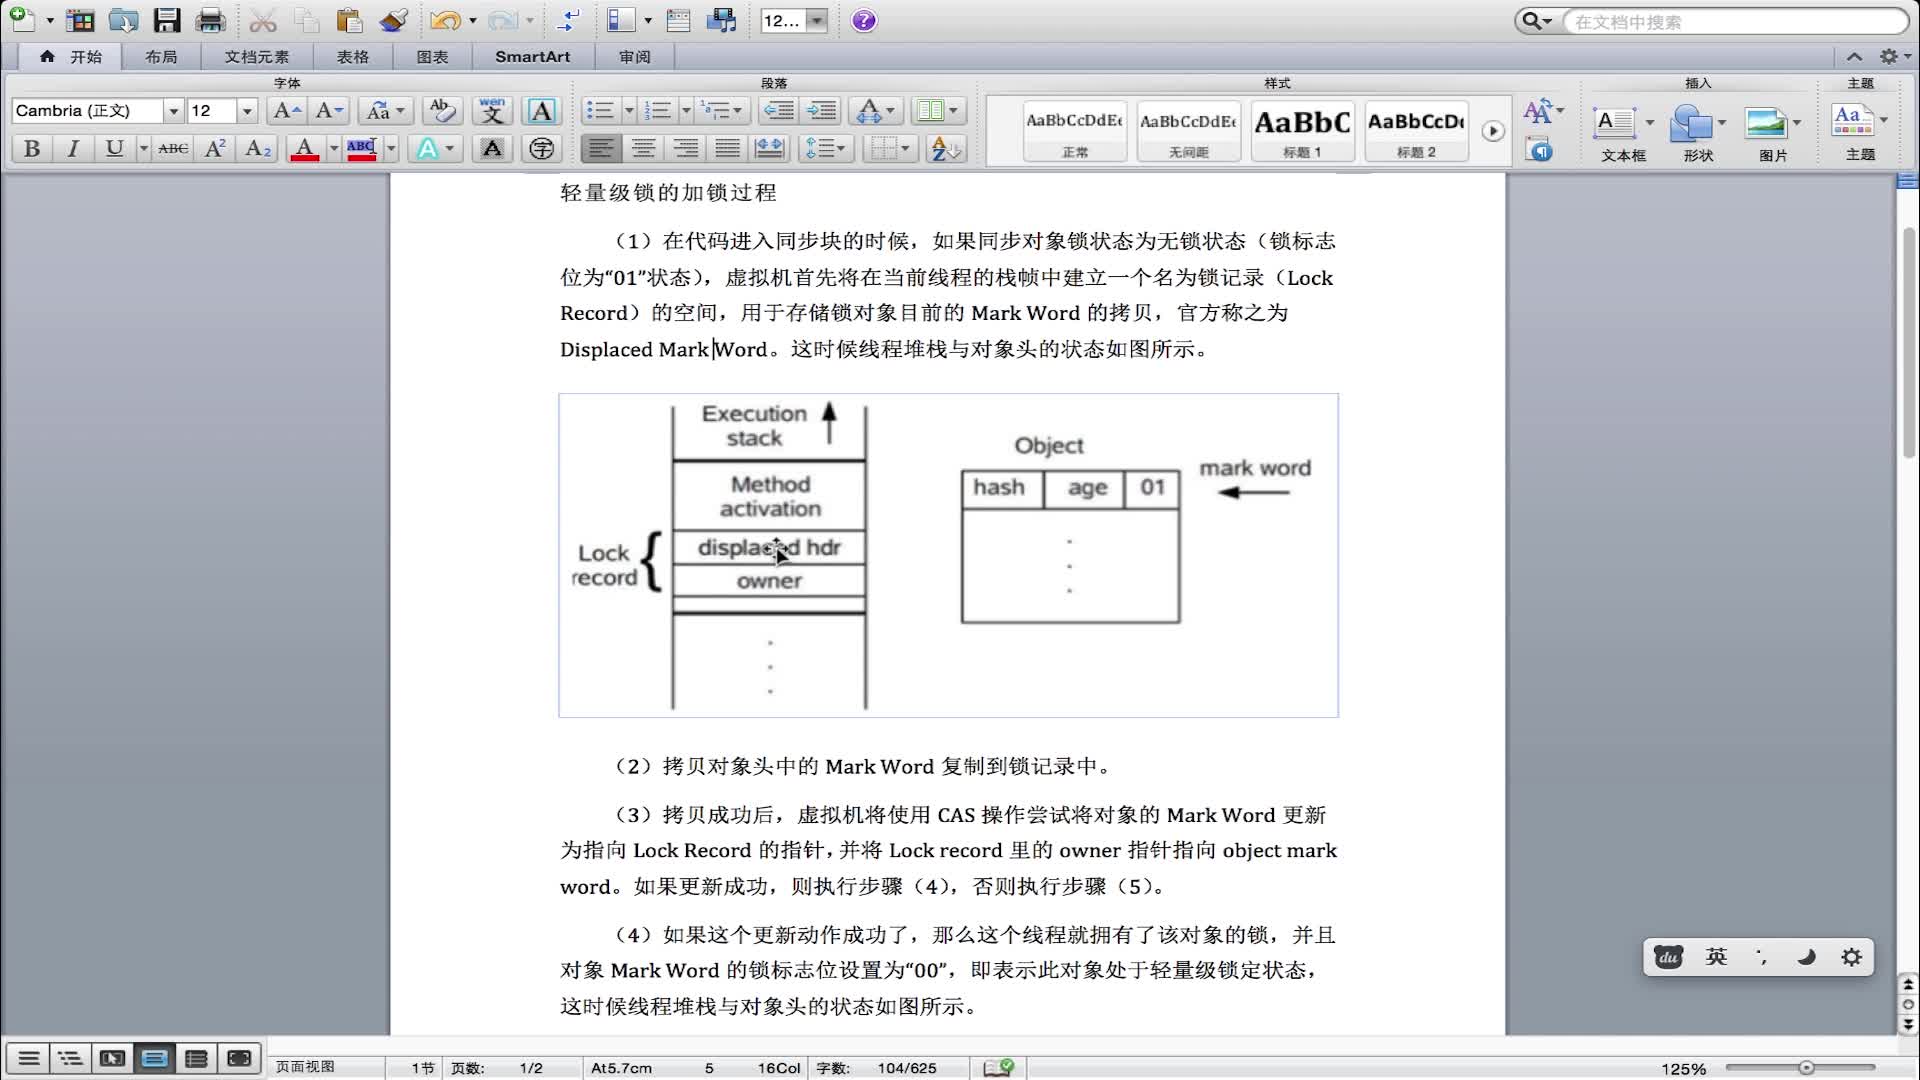 12...
在文档中搜索
开始
布局
文档元素
表格
图表
SmartArt
审阅
字体
段落
样式
插入
主题
Cambria (正文)
12
AaBbCcDdEe
AaBbCcDdEe
AaBbC
AaBbCcDd
正常
无间距
标题 1
标题 2
文本框
形状
图片
主题
轻量级锁的加锁过程
（1）在代码进入同步块的时候，如果同步对象锁状态为无锁状态（锁标志
位为“01”状态），虚拟机首先将在当前线程的栈帧中建立一个名为锁记录（Lock
Record）的空间，用于存储锁对象目前的 Mark Word 的拷贝，官方称之为
Displaced Mark Word。这时候线程堆栈与对象头的状态如图所示。
Execution
stack
Method
activation
Lock
record
displaced hdr
owner
Object
hash age 01
mark word
（2）拷贝对象头中的 Mark Word 复制到锁记录中。
（3）拷贝成功后，虚拟机将使用 CAS 操作尝试将对象的 Mark Word 更新
为指向 Lock Record 的指针，并将 Lock record 里的 owner 指针指向 object mark
word。如果更新成功，则执行步骤（4），否则执行步骤（5）。
（4）如果这个更新动作成功了，那么这个线程就拥有了该对象的锁，并且
对象 Mark Word 的锁标志位设置为“00”，即表示此对象处于轻量级锁定状态，
这时候线程堆栈与对象头的状态如图所示。
du 英
页面视图 1节 页数: 1/2 At5.7cm 5 16Col 字数: 104/625 125%